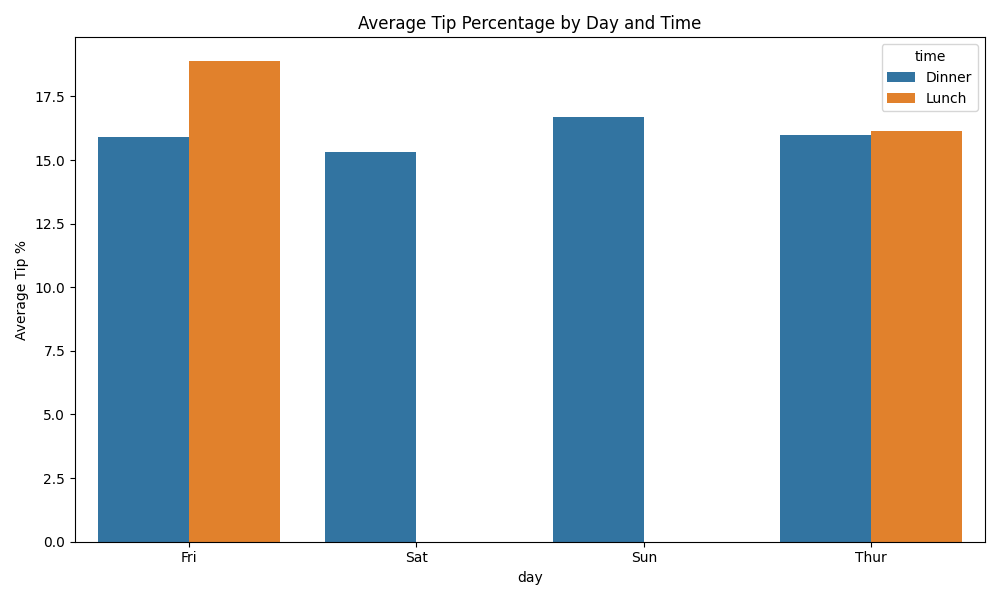 Average Tip Percentage by Day and Time
time
Dinner
Lunch
Average Tip %
17.5
15.0
12.5
10.0
7.5
5.0
2.5
0.0
Fri
Sat
Sun
Thur
day